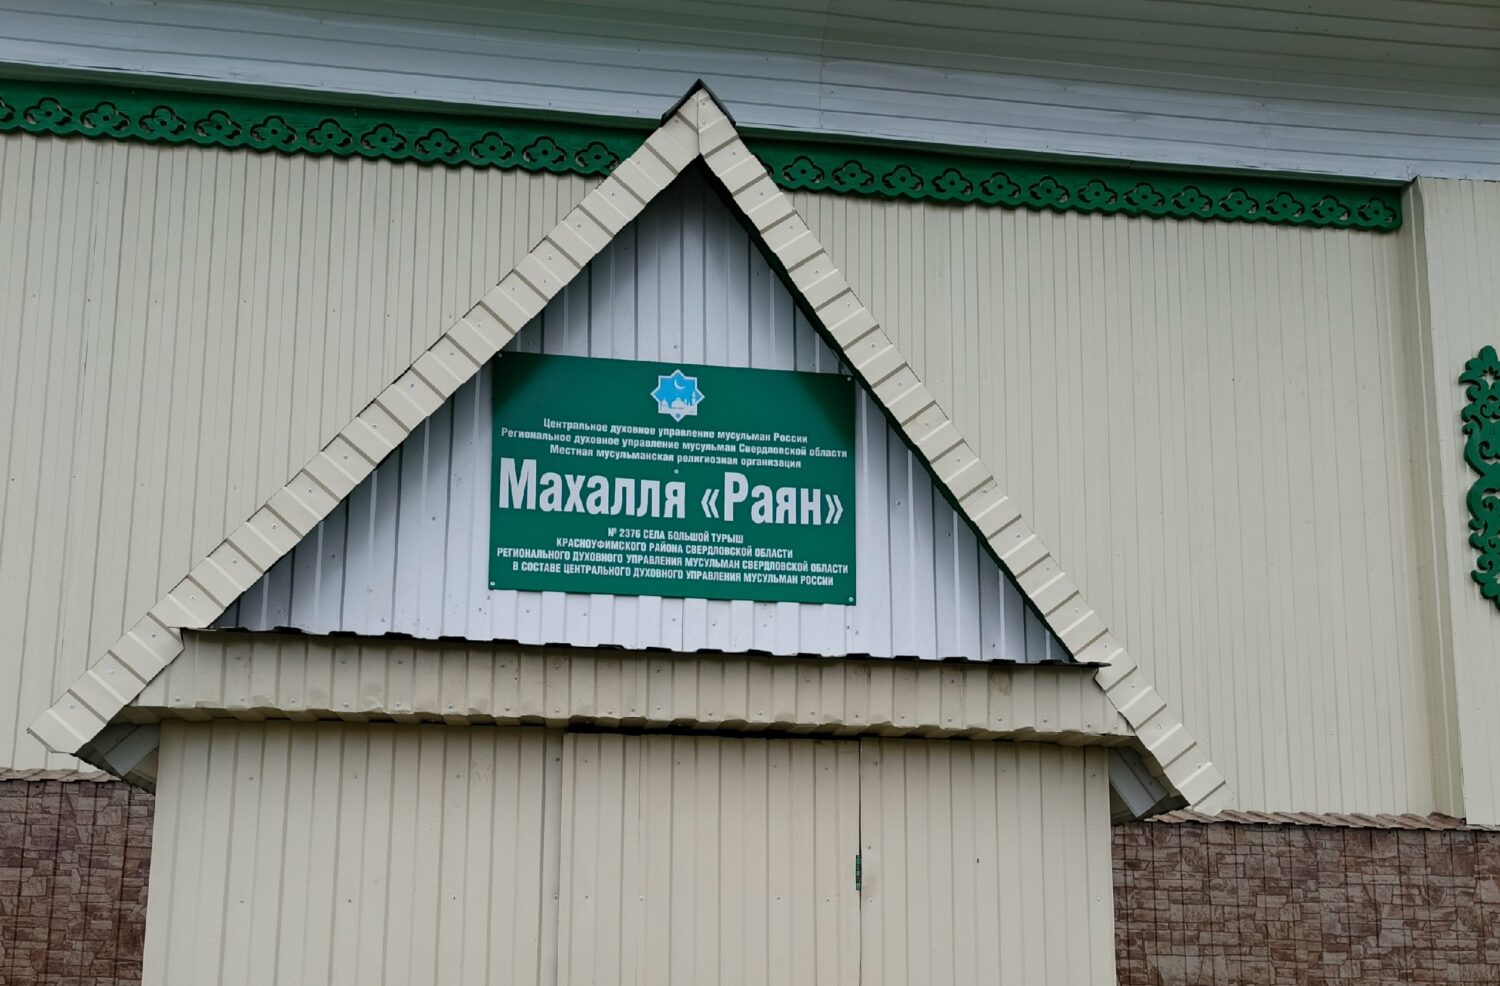 Центральное духовное управление мусульман России
Региональное духовное управление мусульман Свердловской области
Местная мусульманская религиозная организация
Махалля «Раян»
№ 2376 СЕЛА БОЛЬШОЙ ТУРЫШ
КРАСНОУФИМСКОГО РАЙОНА СВЕРДЛОВСКОЙ ОБЛАСТИ
РЕГИОНАЛЬНОГО ДУХОВНОГО УПРАВЛЕНИЯ МУСУЛЬМАН СВЕРДЛОВСКОЙ ОБЛАСТИ
В СОСТАВЕ ЦЕНТРАЛЬНОГО ДУХОВНОГО УПРАВЛЕНИЯ МУСУЛЬМАН РОССИИ